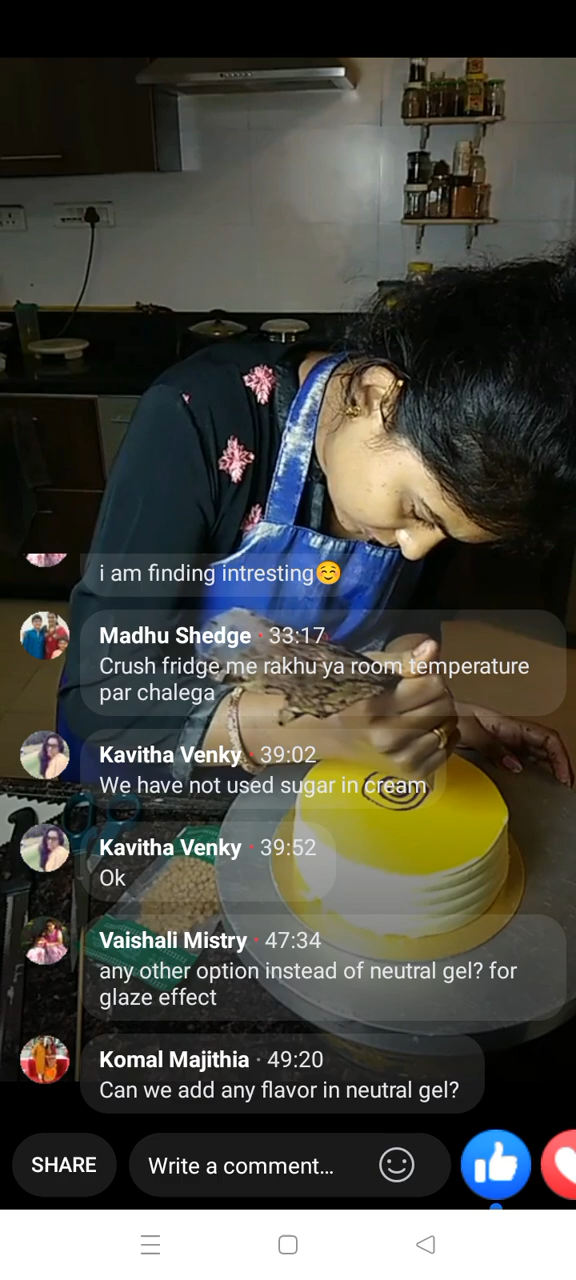 i am finding intresting☺️
Madhu Shedge · 33:17
Crush fridge me rakhu ya room temperature
par chalega
Kavitha Venky · 39:02
We have not used sugar in cream
Kavitha Venky · 39:52
Ok
Vaishali Mistry · 47:34
any other option instead of neutral gel? for
glaze effect
Komal Majithia · 49:20
Can we add any flavor in neutral gel?
SHARE
Write a comment...